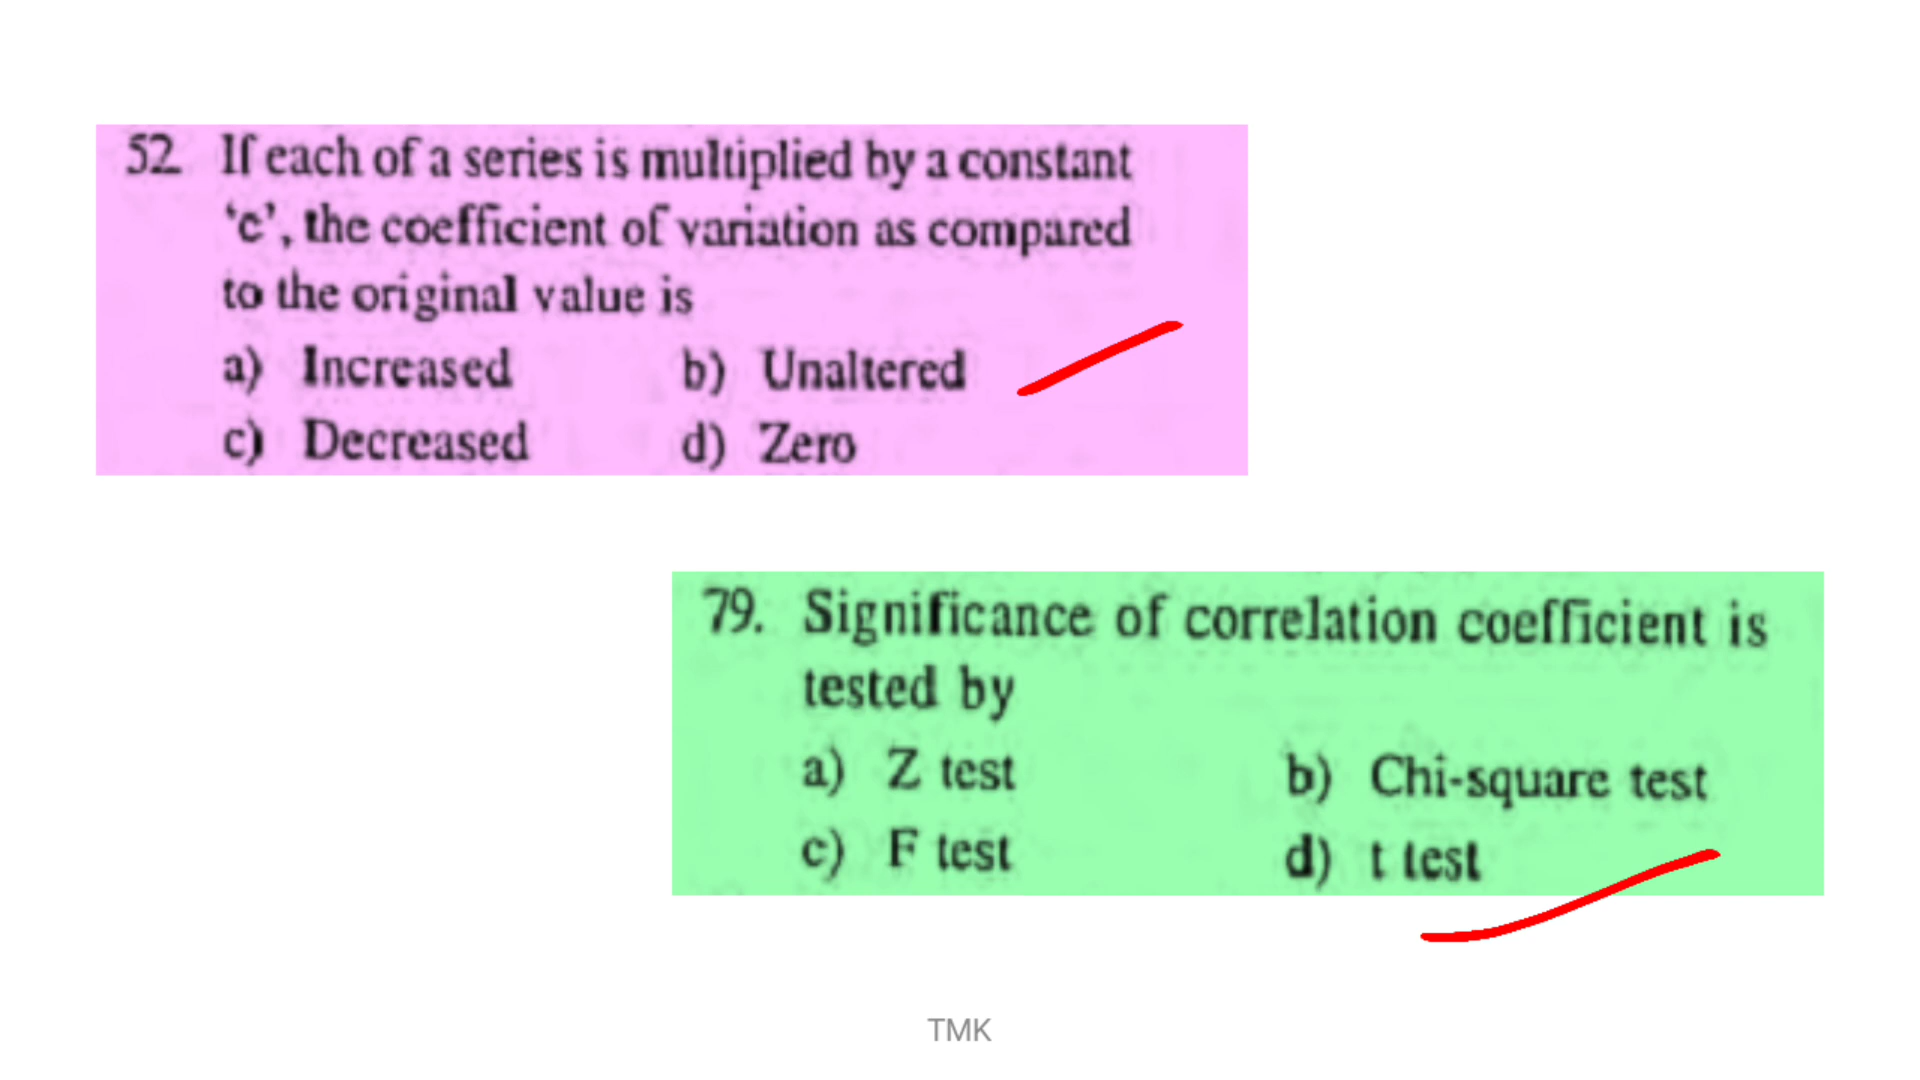 52. If each of a series is multiplied by a constant
'c', the coefficient of variation as compared
to the original value is
a) Increased b) Unaltered
c) Decreased d) Zero
79. Significance of correlation coefficient is
tested by
a) Z test b) Chi-square test
c) F test d) t test
TMK